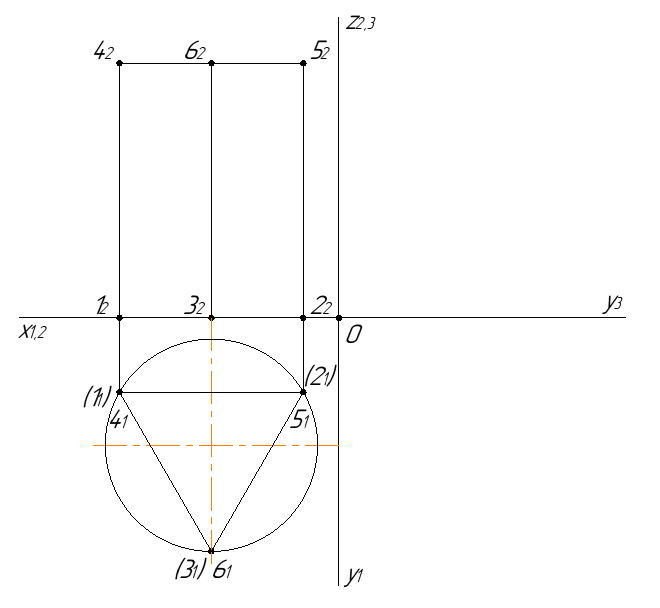 z2,3
42 62 52
12 32 22 y3
x1,2 0
(11) (21)
41 51
(31) 61 y1